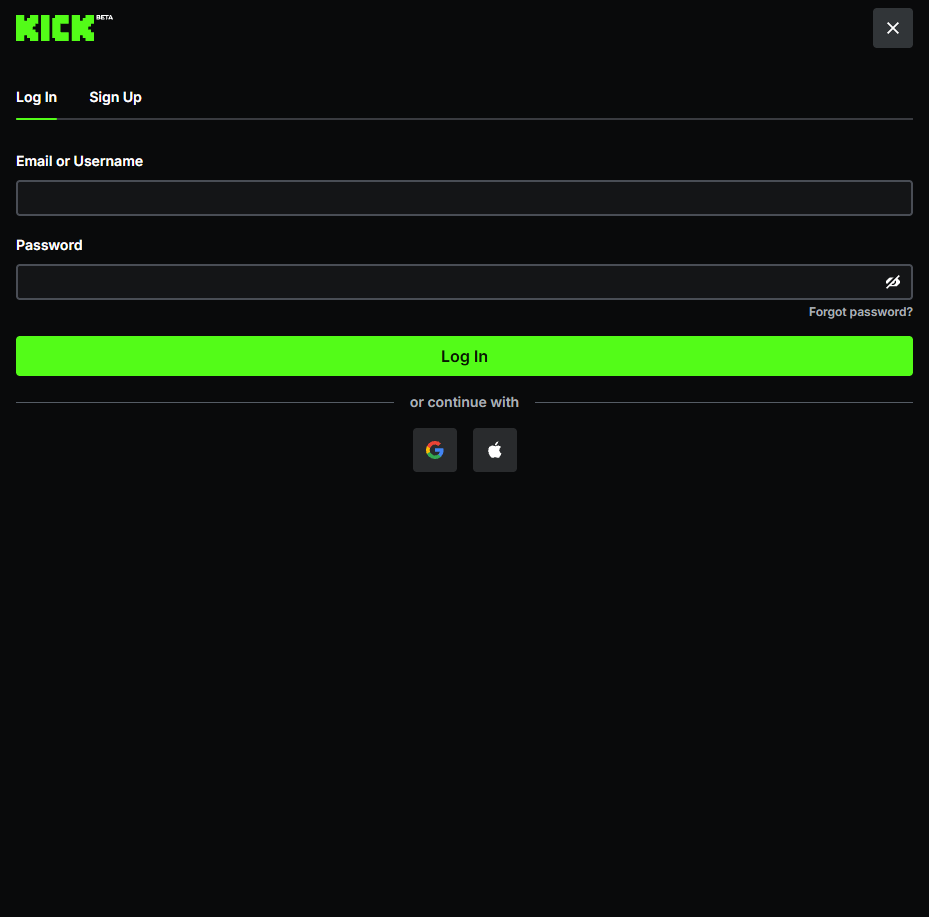 KICK BETA
Log In Sign Up
Email or Username
Password
Forgot password?
Log In
or continue with